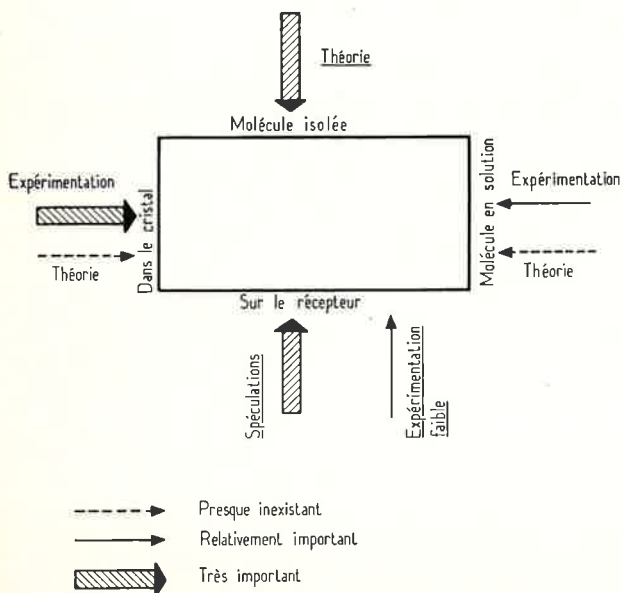 Théorie
Molécule isolée
Expérimentation
Théorie
Dans le cristal
Molécule en solution
Expérimentation
Théorie
Sur le récepteur
Spéculations
Expérimentation
faible
Presque inexistant
Relativement important
Très important